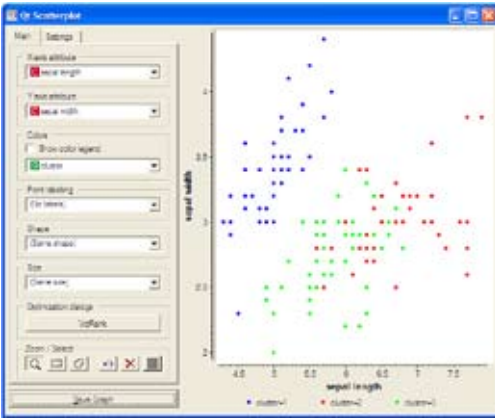 Qt Scatterplot
Main Settings
X-axis attribute
sepal length
Y-axis attribute
sepal width
Colors
Show color legend
cluster
Point labeling
(No labels)
Shape
(Same shape)
Size
(Same size)
Optimization dialogs
VizRank
Zoom / Select
Save Graph
sepal width
4
3.5
3
2.5
2
4.5 5 5.5 6 6.5 7 7.5
sepal length
cluster=1 cluster=2 cluster=3